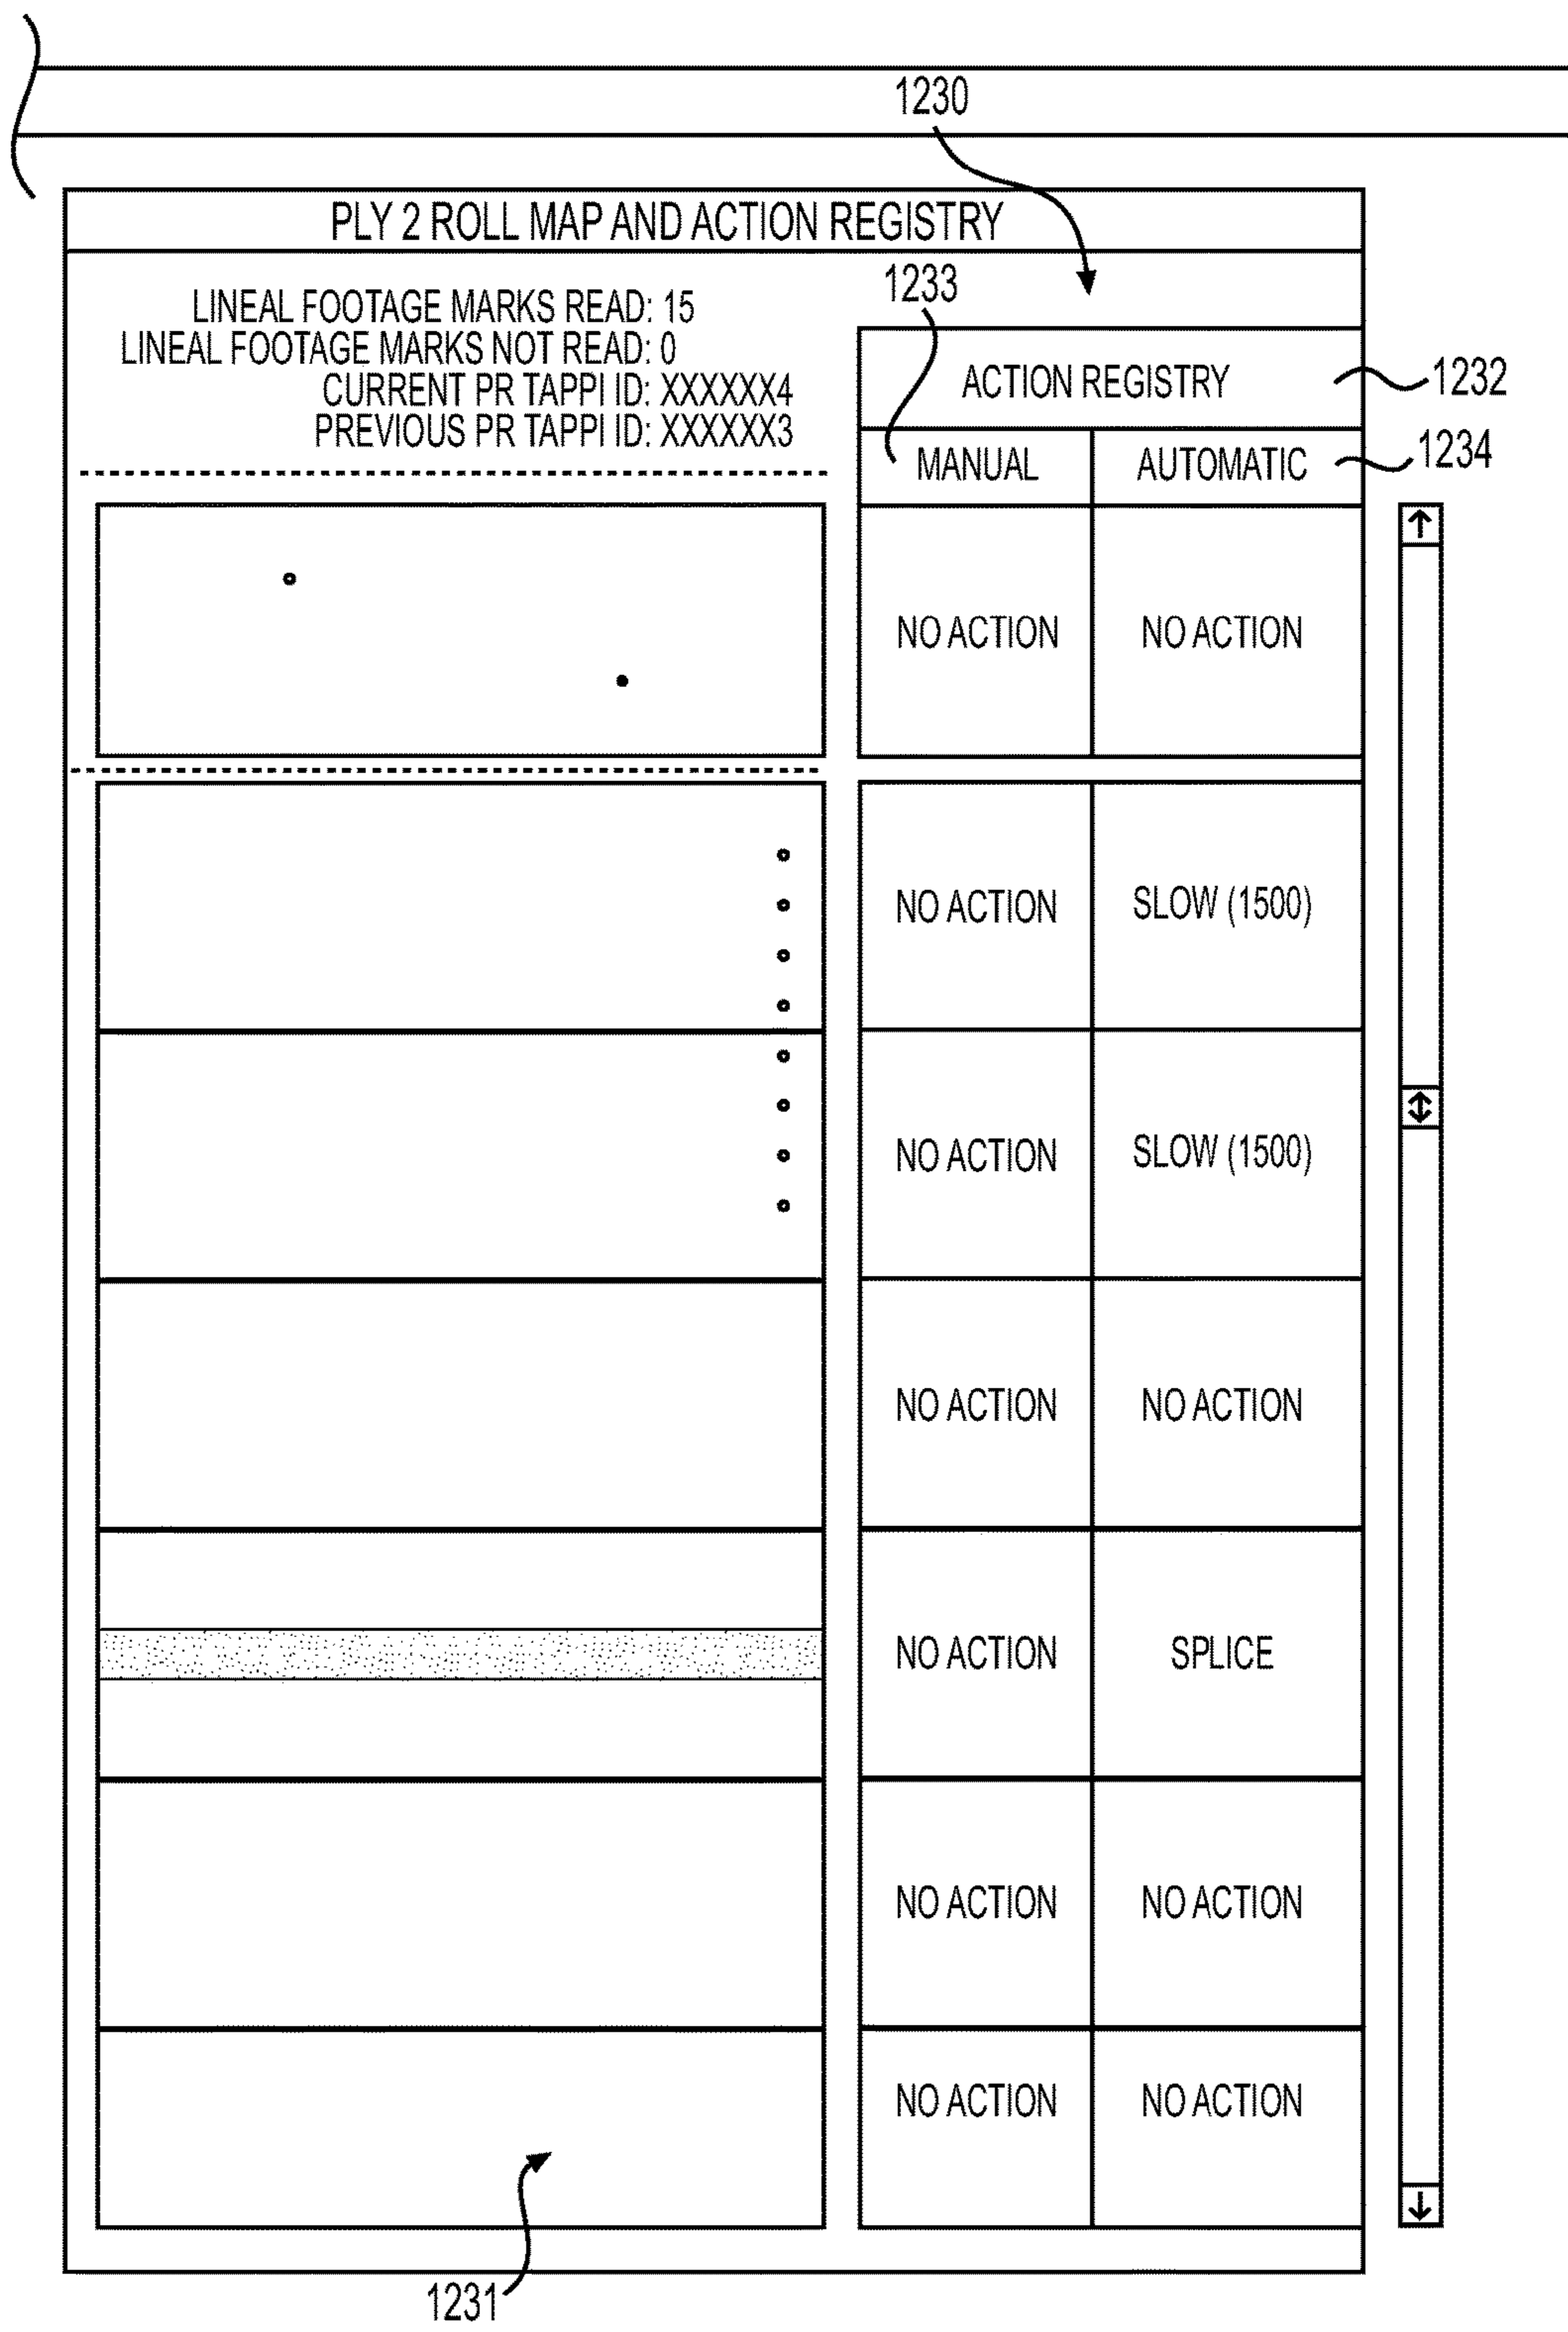 1230
PLY 2 ROLL MAP AND ACTION REGISTRY
1233
LINEAL FOOTAGE MARKS READ: 15
LINEAL FOOTAGE MARKS NOT READ: 0
CURRENT PR TAPPI ID: XXXXXX4
PREVIOUS PR TAPPI ID: XXXXXX3
ACTION REGISTRY
1232
MANUAL AUTOMATIC
1234
NO ACTION NO ACTION
NO ACTION SLOW (1500)
NO ACTION SLOW (1500)
NO ACTION NO ACTION
NO ACTION SPLICE
NO ACTION NO ACTION
NO ACTION NO ACTION
1231